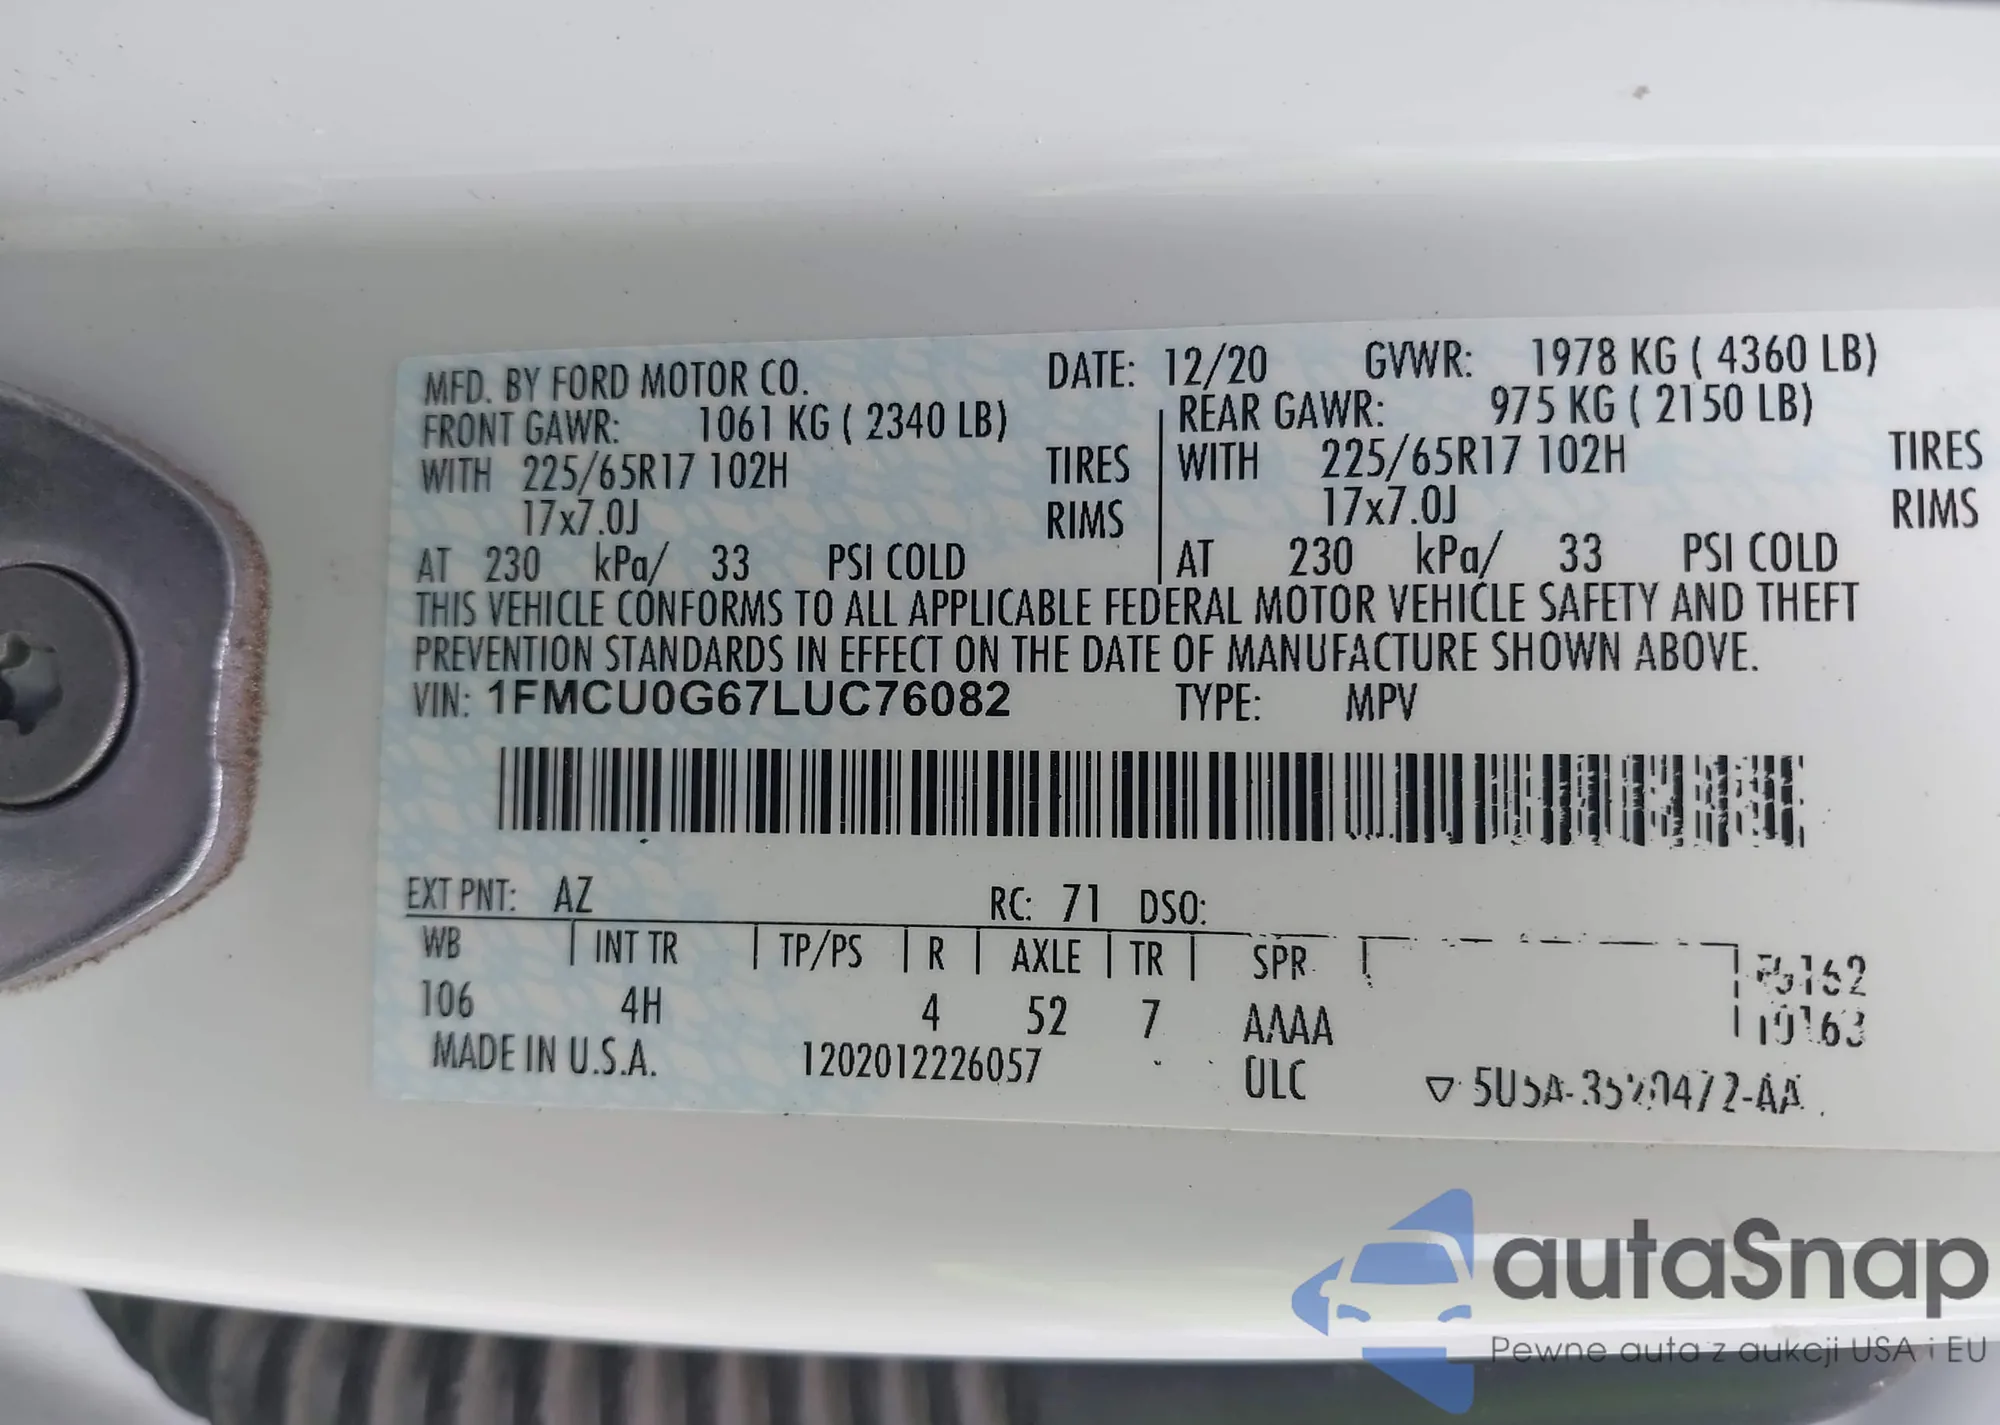 MFD. BY FORD MOTOR CO. DATE: 12/20 GVWR: 1978 KG ( 4360 LB)
FRONT GAWR: 1061 KG ( 2340 LB) REAR GAWR: 975 KG ( 2150 LB)
WITH 225/65R17 102H TIRES WITH 225/65R17 102H TIRES
17x7.0J RIMS 17x7.0J RIMS
AT 230 kPa/ 33 PSI COLD AT 230 kPa/ 33 PSI COLD
THIS VEHICLE CONFORMS TO ALL APPLICABLE FEDERAL MOTOR VEHICLE SAFETY AND THEFT
PREVENTION STANDARDS IN EFFECT ON THE DATE OF MANUFACTURE SHOWN ABOVE.
VIN: 1FMCU0G67LUC76082 TYPE: MPV
EXT PNT: AZ RC: 71 DSO:
WB INT TR TP/PS R AXLE TR SPR
106 4H 4 52 7 AAAA
MADE IN U.S.A. 1202012226057 ULC
autaSnap
Pewne auta z aukcji USA i EU